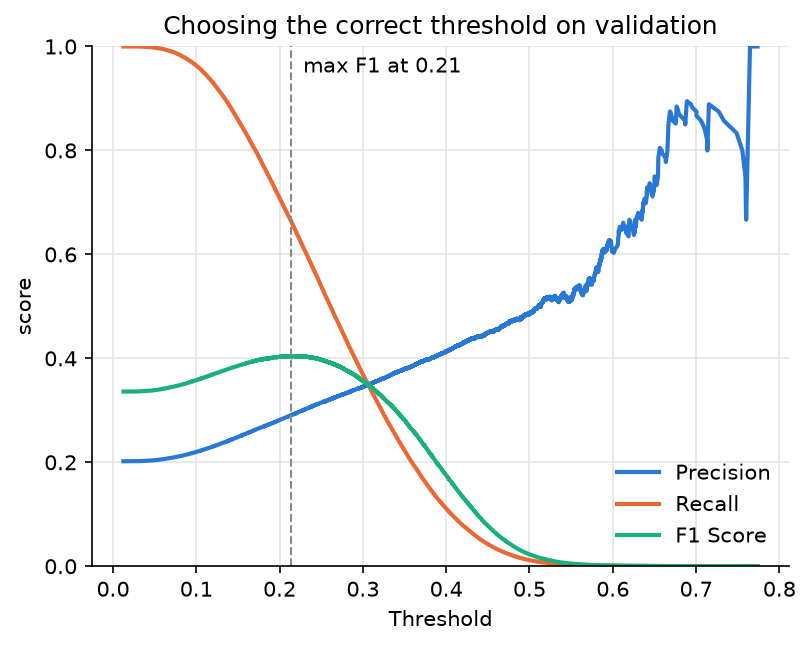 Choosing the correct threshold on validation
max F1 at 0.21
score
1.0
0.8
0.6
0.4
0.2
0.0
Precision
Recall
F1 Score
0.0 0.1 0.2 0.3 0.4 0.5 0.6 0.7 0.8
Threshold